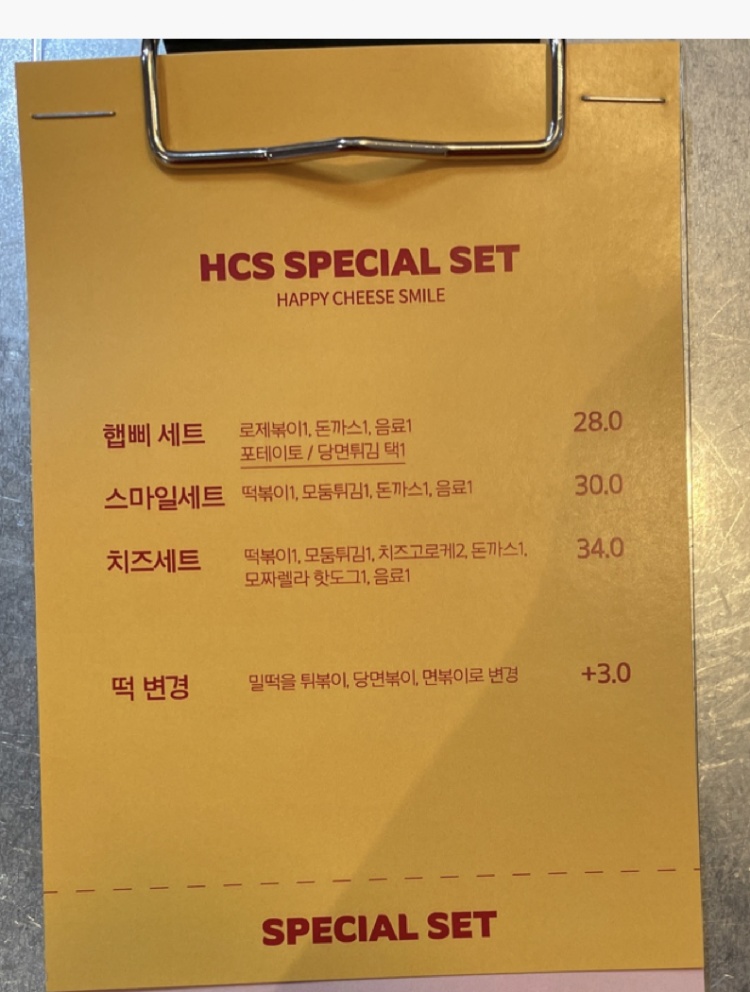 HCS SPECIAL SET
HAPPY CHEESE SMILE
햅삐 세트 로제볶이1, 돈까스1, 음료1 28.0
포테이토 / 당면튀김 택1
스마일세트 떡볶이1, 모둠튀김1, 돈까스1, 음료1 30.0
치즈세트 떡볶이1, 모둠튀김1, 치즈고로케2, 돈까스1, 34.0
모짜렐라 핫도그1, 음료1
떡 변경 밀떡을 튀볶이, 당면볶이, 면볶이로 변경 +3.0
SPECIAL SET